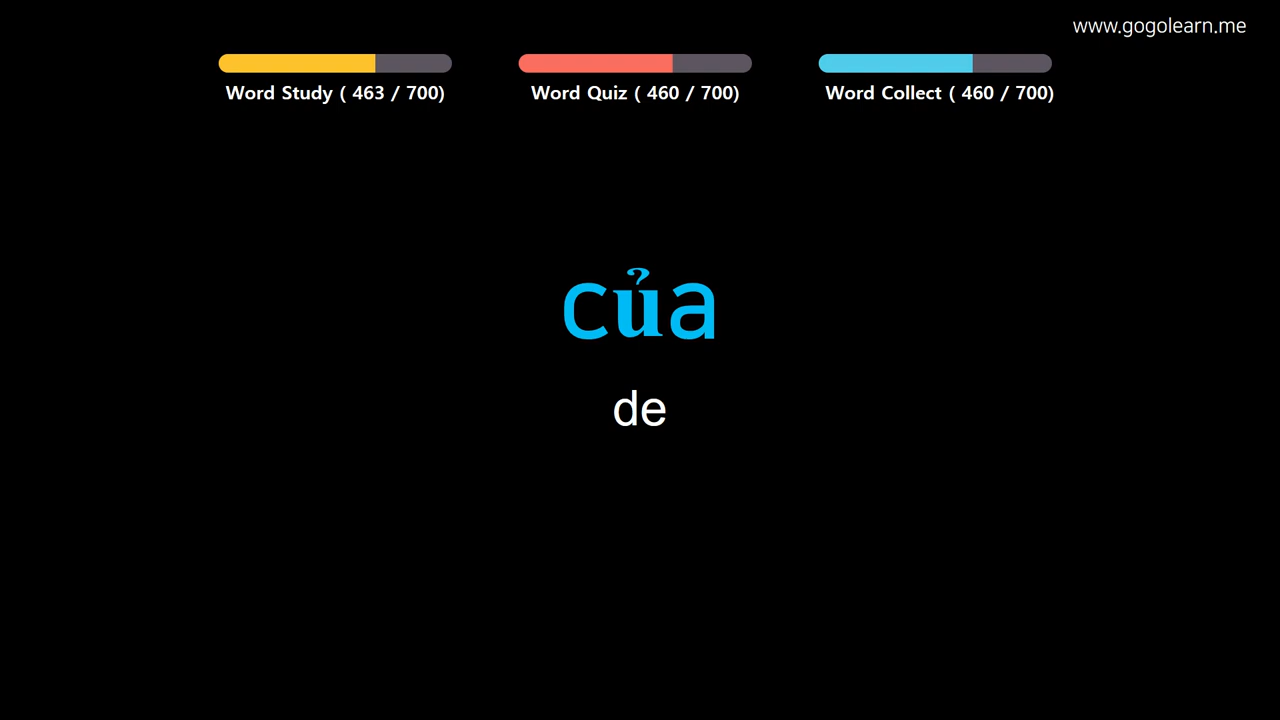 www.gogolearn.me
Word Study ( 463 / 700)
Word Quiz ( 460 / 700)
Word Collect ( 460 / 700)
của
de